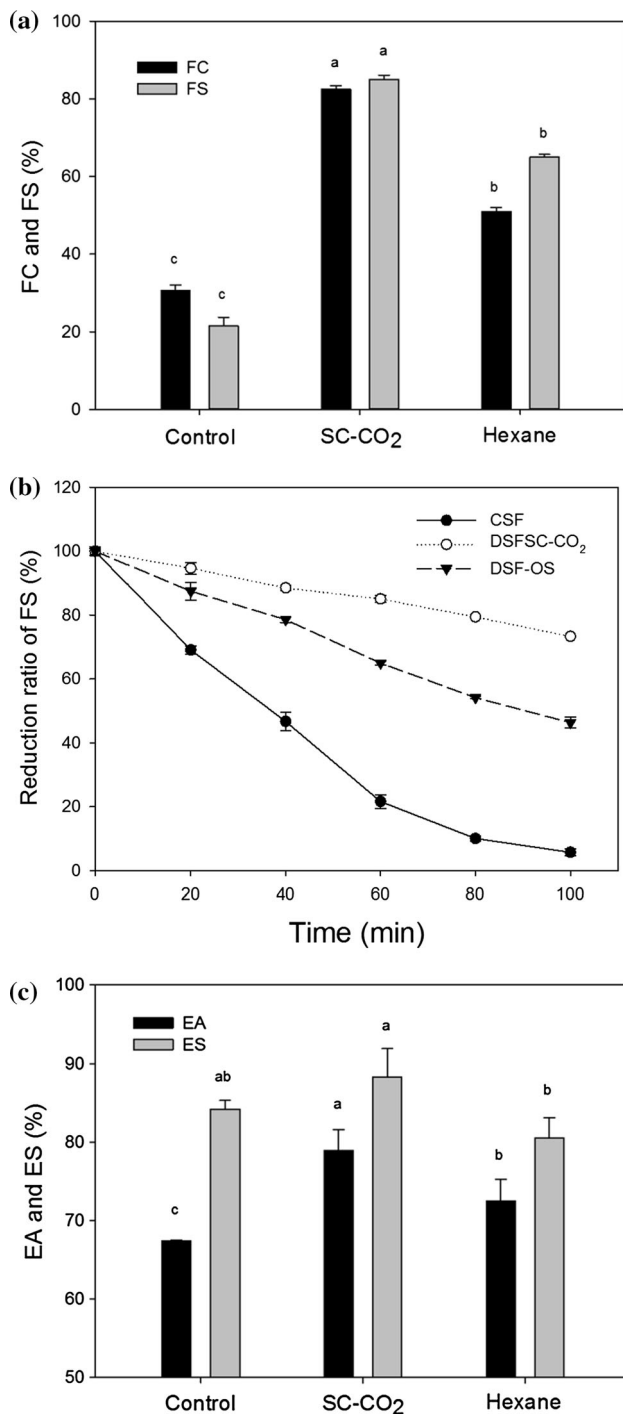 (a)
FC and FS (%)
100
80
60
40
20
0
FC
FS
c
c
a
a
b
b
Control
SC-CO2
Hexane
(b)
Reduction ratio of FS (%)
120
100
80
60
40
20
0
CSF
DSFSC-CO2
DSF-OS
0
20
40
60
80
100
Time (min)
(c)
EA and ES (%)
100
90
80
70
60
50
EA
ES
c
ab
a
a
b
b
Control
SC-CO2
Hexane